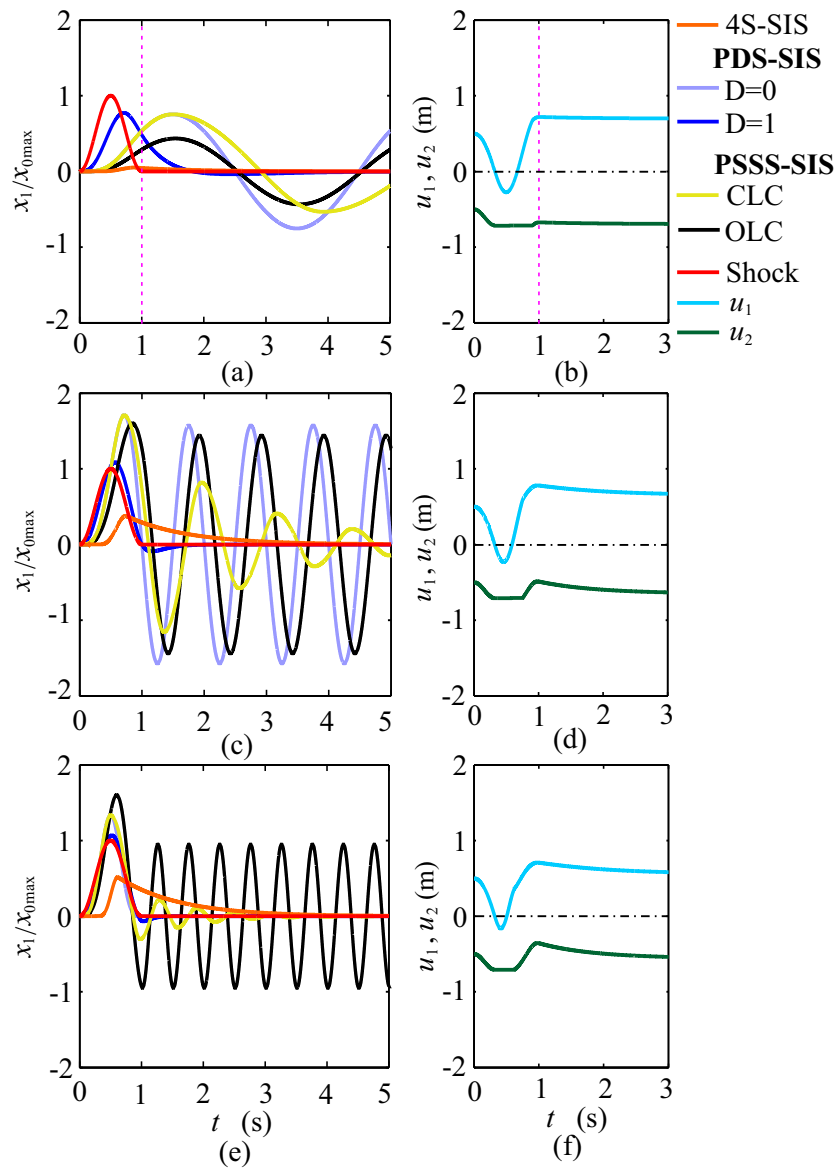 2
1
0
-1
-2
x₁/x₀ₘₐₓ
0
1
2
3
4
5
(a)
2
1
0
-1
-2
u₁, u₂ (m)
0
1
2
3
(b)
4S-SIS
PDS-SIS
D=0
D=1
PSSS-SIS
CLC
OLC
Shock
u₁
u₂
2
1
0
-1
-2
x₁/x₀ₘₐₓ
0
1
2
3
4
5
(c)
2
1
0
-1
-2
u₁, u₂ (m)
0
1
2
3
(d)
2
1
0
-1
-2
x₁/x₀ₘₐₓ
0
1
2
3
4
5
t (s)
(e)
2
1
0
-1
-2
u₁, u₂ (m)
0
1
2
3
t (s)
(f)